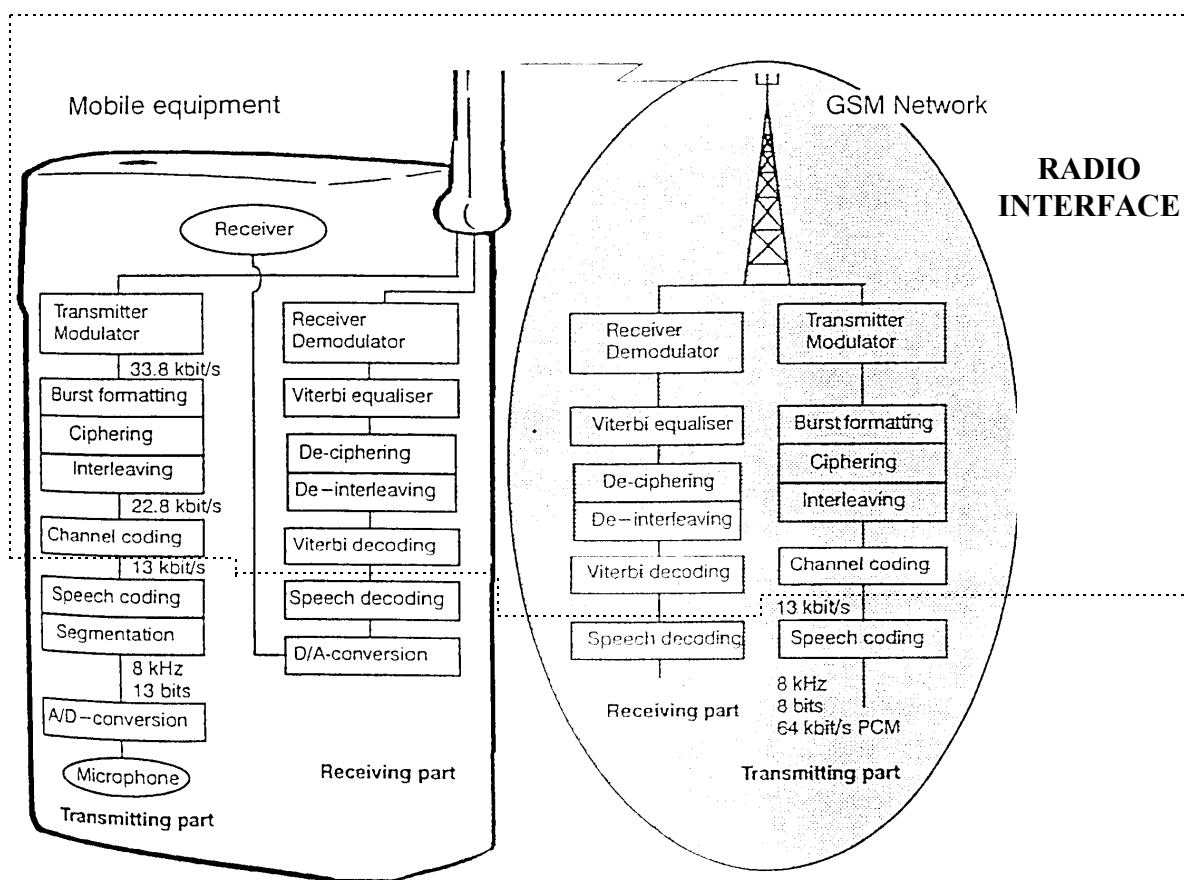 Mobile equipment
GSM Network
RADIO
INTERFACE
Receiver
Transmitter
Modulator
33.8 kbit/s
Burst formatting
Ciphering
Interleaving
22.8 kbit/s
Channel coding
13 kbit/s
Speech coding
Segmentation
8 kHz
13 bits
A/D-conversion
Microphone
Transmitting part
Receiver
Demodulator
Viterbi equaliser
De-ciphering
De-interleaving
Viterbi decoding
Speech decoding
D/A-conversion
Receiving part
Receiver
Demodulator
Viterbi equaliser
De-ciphering
De-interleaving
Viterbi decoding
Speech decoding
Receiving part
Transmitter
Modulator
Burst formatting
Ciphering
Interleaving
Channel coding
13 kbit/s
Speech coding
8 kHz
8 bits
64 kbit/s PCM
Transmitting part